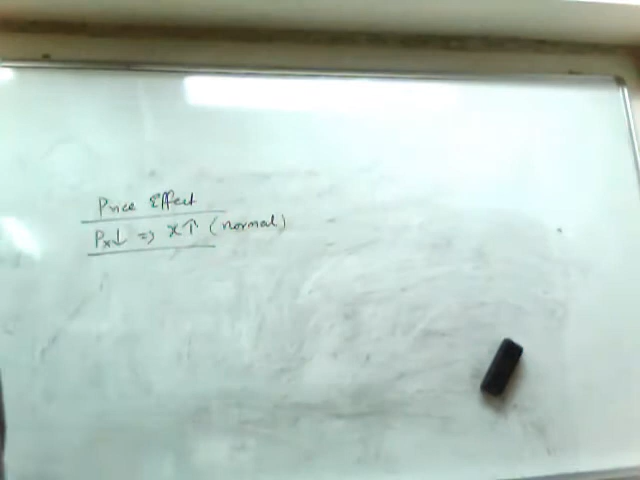 Price Effect
Px↓ => x↑ (normal)